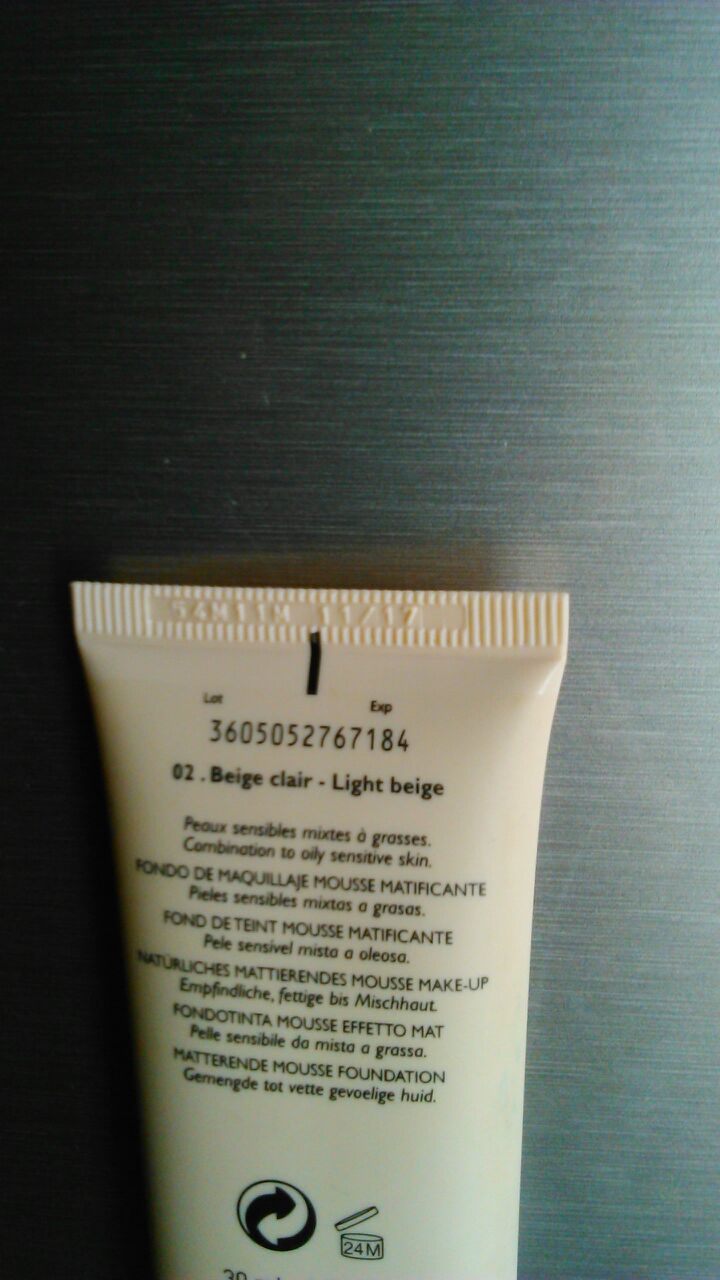 54M11M 11/17
Lot Exp
3605052767184
02 . Beige clair - Light beige
Peaux sensibles mixtes à grasses.
Combination to oily sensitive skin.
FONDO DE MAQUILLAJE MOUSSE MATIFICANTE
Pieles sensibles mixtas a grasas.
FOND DE TEINT MOUSSE MATIFICANTE
Pele sensível mista a oleosa.
NATÜRLICHES MATTIERENDES MOUSSE MAKE-UP
Empfindliche, fettige bis Mischhaut.
FONDOTINTA MOUSSE EFFETTO MAT
Pelle sensibile da mista a grassa.
MATTERENDE MOUSSE FOUNDATION
Gemengde tot vette gevoelige huid.
24M
30